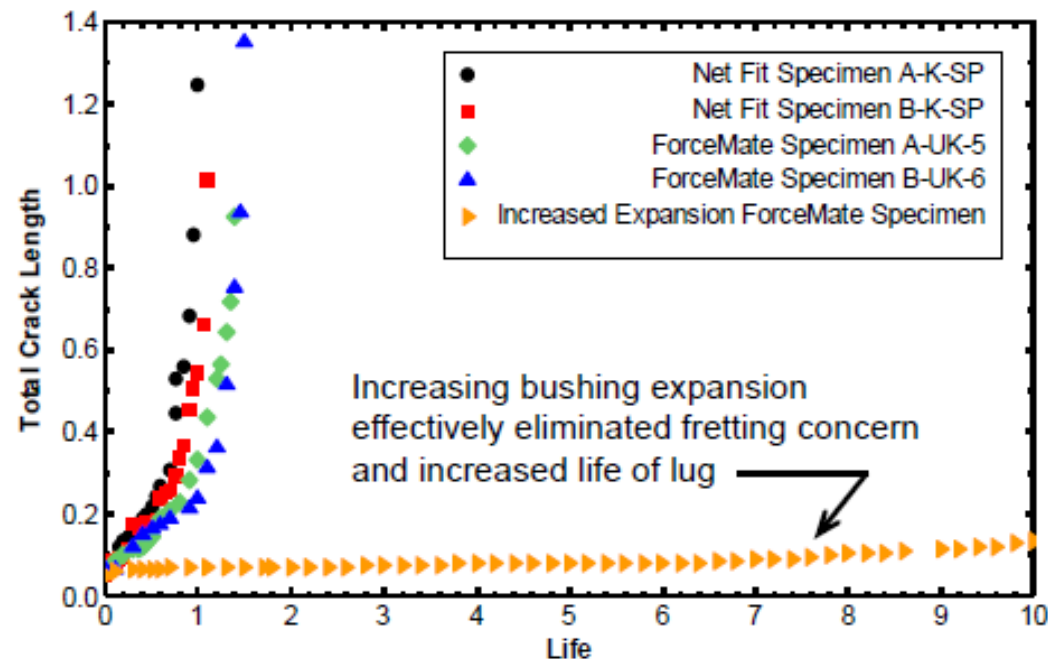 1.4
1.2
1.0
0.8
0.6
0.4
0.2
0.0
Total Crack Length
Net Fit Specimen A-K-SP
Net Fit Specimen B-K-SP
ForceMate Specimen A-UK-5
ForceMate Specimen B-UK-6
Increased Expansion ForceMate Specimen
Increasing bushing expansion
effectively eliminated fretting concern
and increased life of lug
0 1 2 3 4 5 6 7 8 9 10
Life